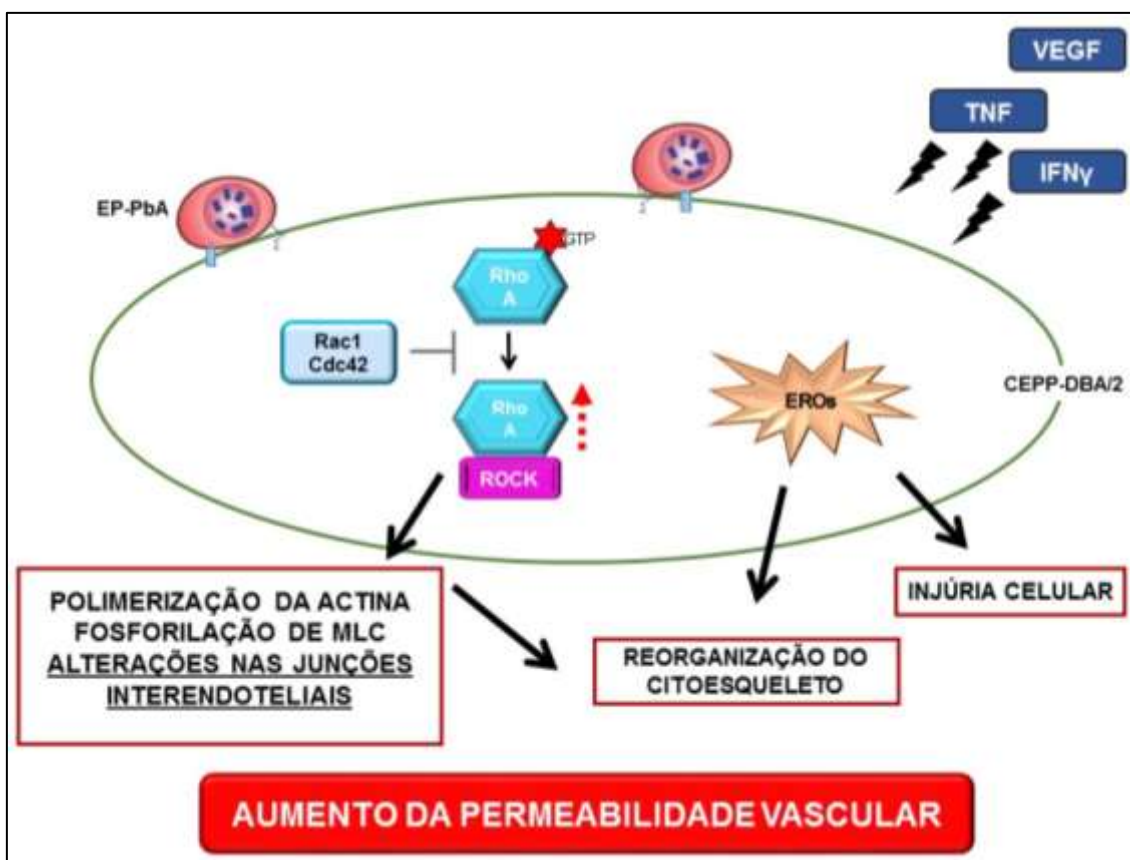 VEGF
TNF
IFNγ
EP-PbA
GTP
Rho
A
Rac1
Cdc42
Rho
A
ROCK
EROs
CEPP-DBA/2
POLIMERIZAÇÃO DA ACTINA
FOSFORILAÇÃO DE MLC
ALTERAÇÕES NAS JUNÇÕES
INTERENDOTELIAIS
REORGANIZAÇÃO DO
CITOESQUELETO
INJÚRIA CELULAR
AUMENTO DA PERMEABILIDADE VASCULAR